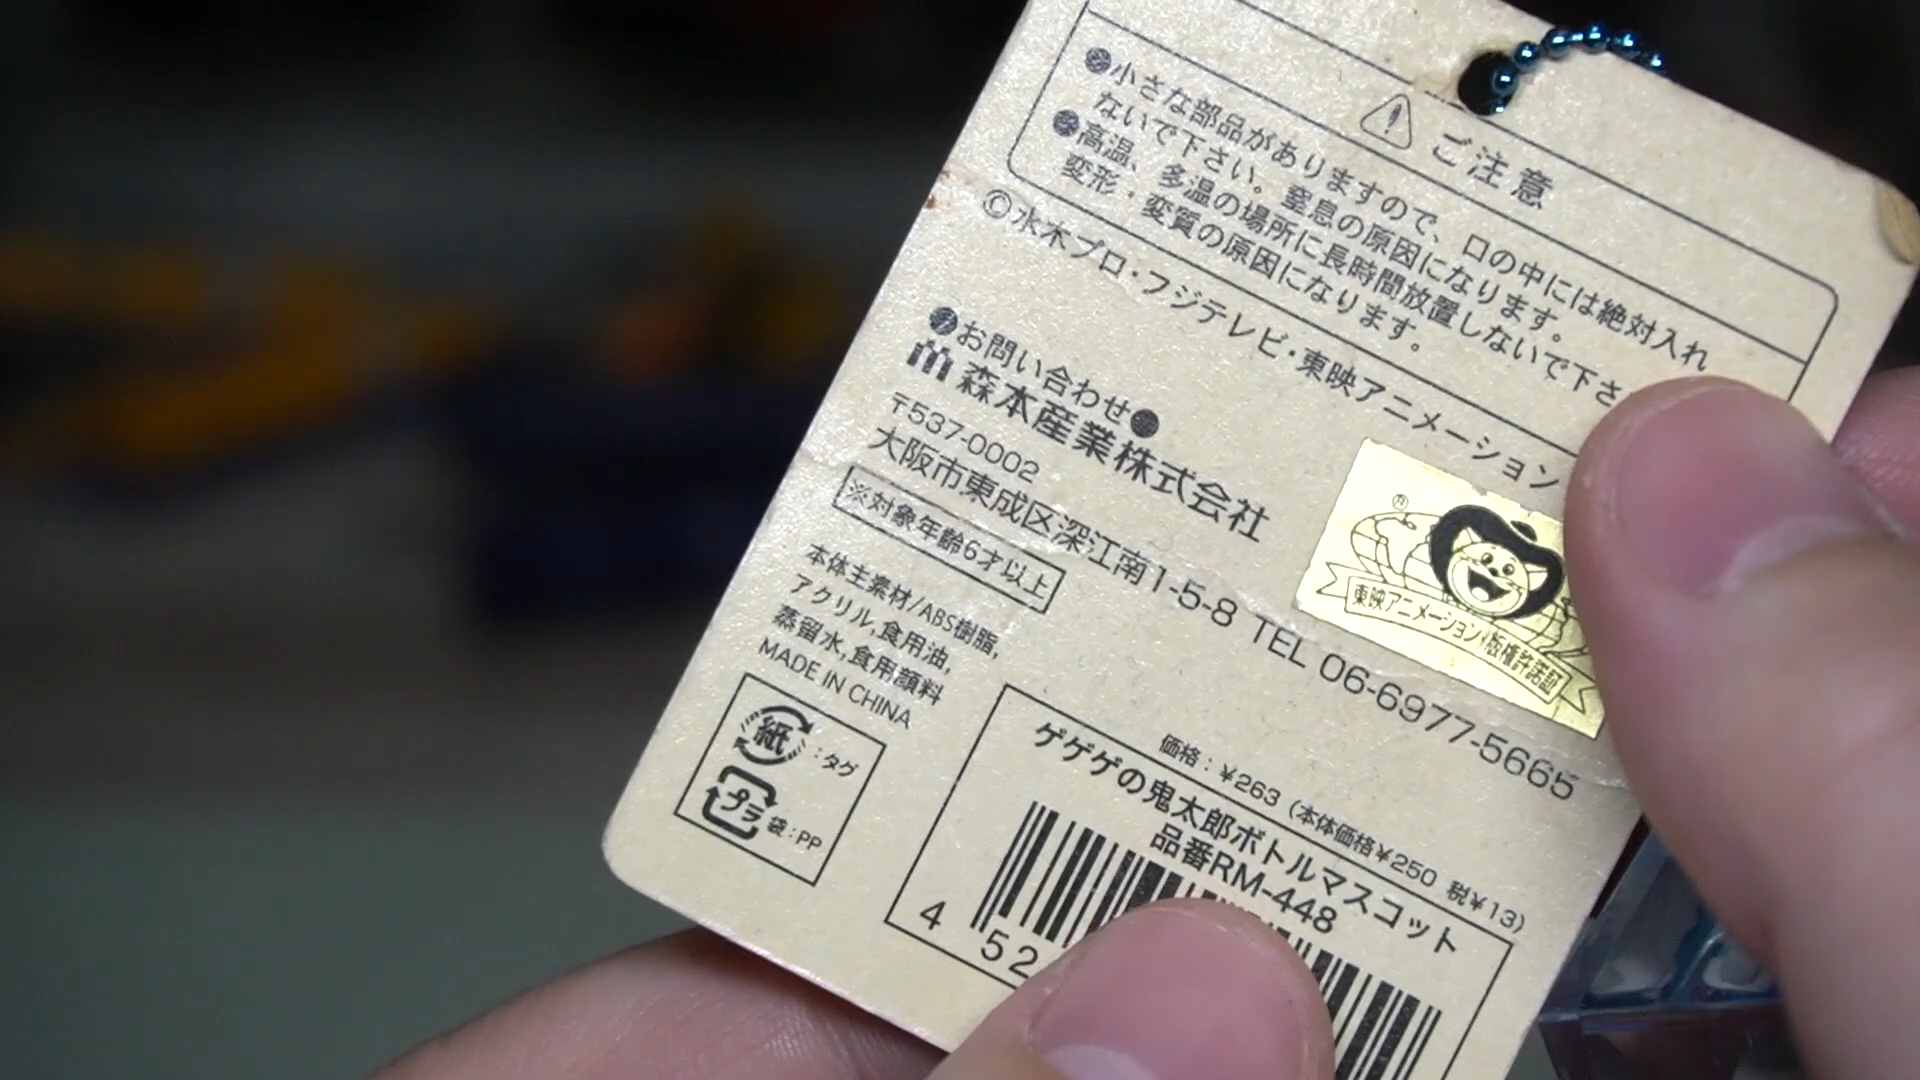 ご注意
●小さな部品がありますので、口の中には絶対入れ
ないで下さい。窒息の原因になります。
●高温、多温の場所に長時間放置しないで下さ
変形・変質の原因になります。
©水木プロ・フジテレビ・東映アニメーション
●お問い合わせ●
森本産業株式会社
〒537-0002
大阪市東成区深江南1-5-8 TEL 06-6977-5665
※対象年齢6才以上
本体主素材/ABS樹脂,
アクリル,食用油,
蒸留水,食用顔料
MADE IN CHINA
紙:タグ
プラ 袋:PP
東映アニメーション版権許諾証
価格:¥263(本体価格¥250 税¥13)
ゲゲゲの鬼太郎ボトルマスコット
品番RM-448
4 52